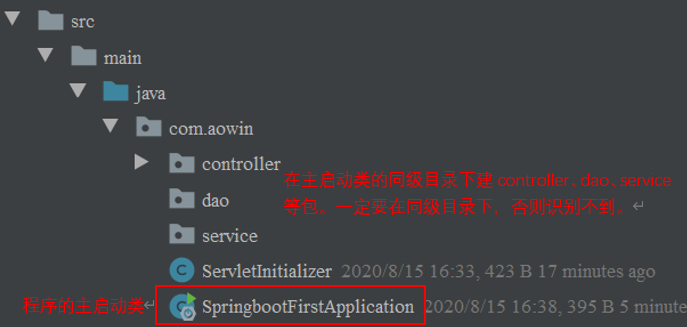 src
main
java
com.aowin
controller
在主启动类的同级目录下建 controller、dao、service
dao
等包。一定要在同级目录下，否则识别不到。
service
ServletInitializer 2020/8/15 16:33, 423 B 17 minutes ago
程序的主启动类 SpringbootFirstApplication 2020/8/15 16:38, 395 B 5 minute